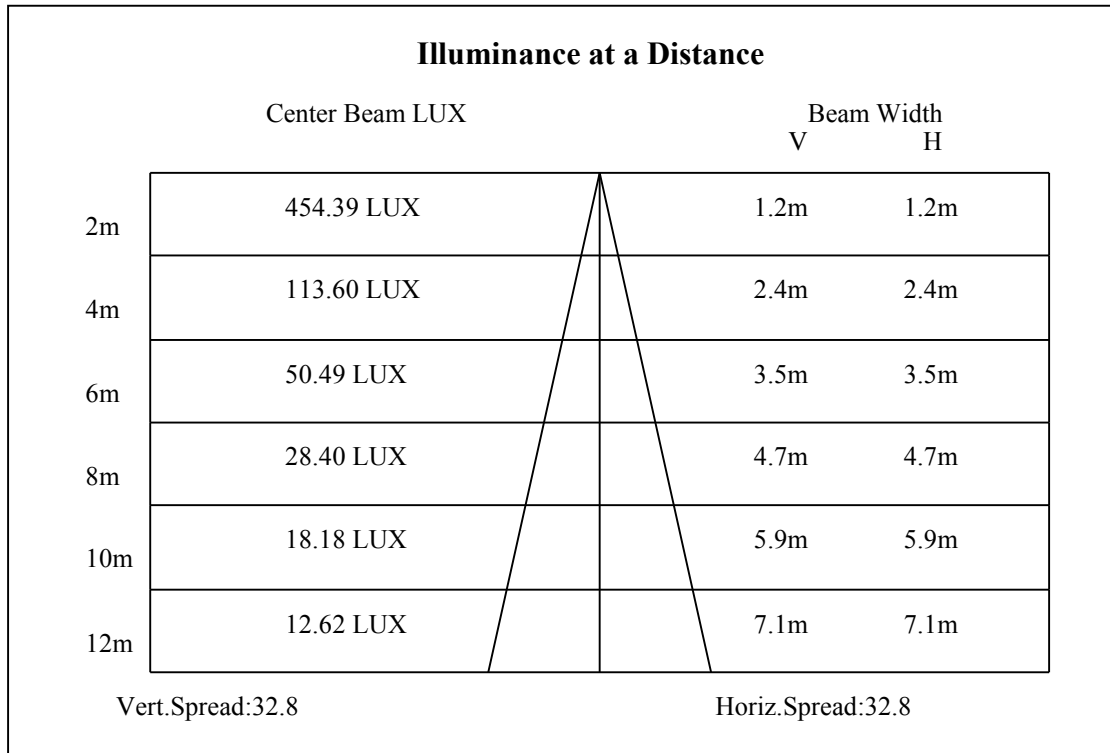 Illuminance at a Distance
Center Beam LUX Beam Width
V H
2m 454.39 LUX 1.2m 1.2m
4m 113.60 LUX 2.4m 2.4m
6m 50.49 LUX 3.5m 3.5m
8m 28.40 LUX 4.7m 4.7m
10m 18.18 LUX 5.9m 5.9m
12m 12.62 LUX 7.1m 7.1m
Vert.Spread:32.8 Horiz.Spread:32.8